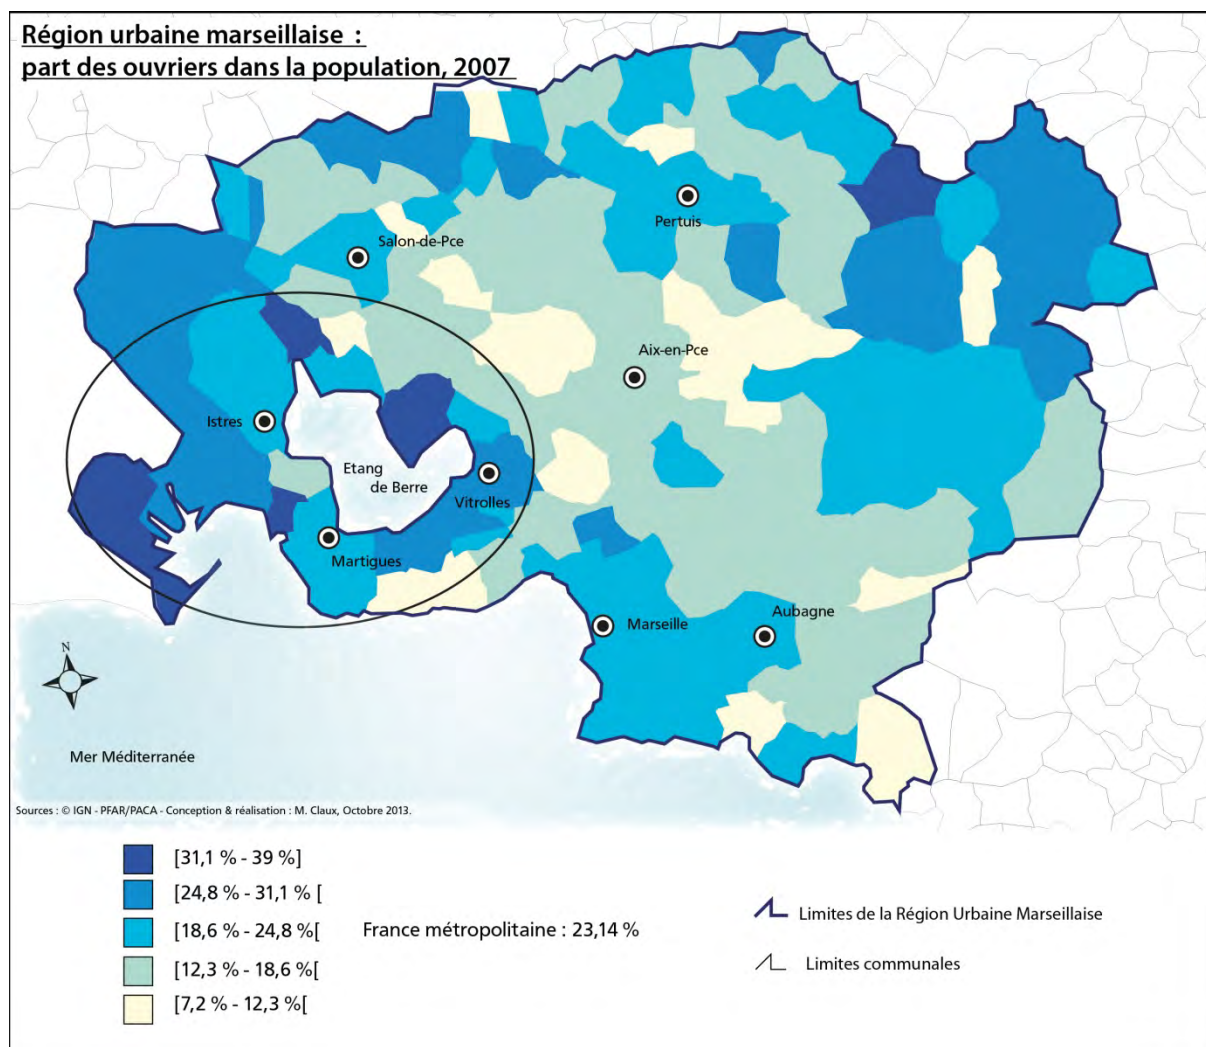 Région urbaine marseillaise :
part des ouvriers dans la population, 2007
Pertuis
Salon-de-Pce
Aix-en-Pce
Istres
Etang
de Berre
Vitrolles
Martigues
Aubagne
Marseille
N
Mer Méditerranée
Sources : © IGN - PFAR/PACA - Conception & réalisation : M. Claux, Octobre 2013.
[31,1 % - 39 %]
[24,8 % - 31,1 % [
[18,6 % - 24,8 %[
France métropolitaine : 23,14 %
[12,3 % - 18,6 %[
[7,2 % - 12,3 %[
Limites de la Région Urbaine Marseillaise
Limites communales